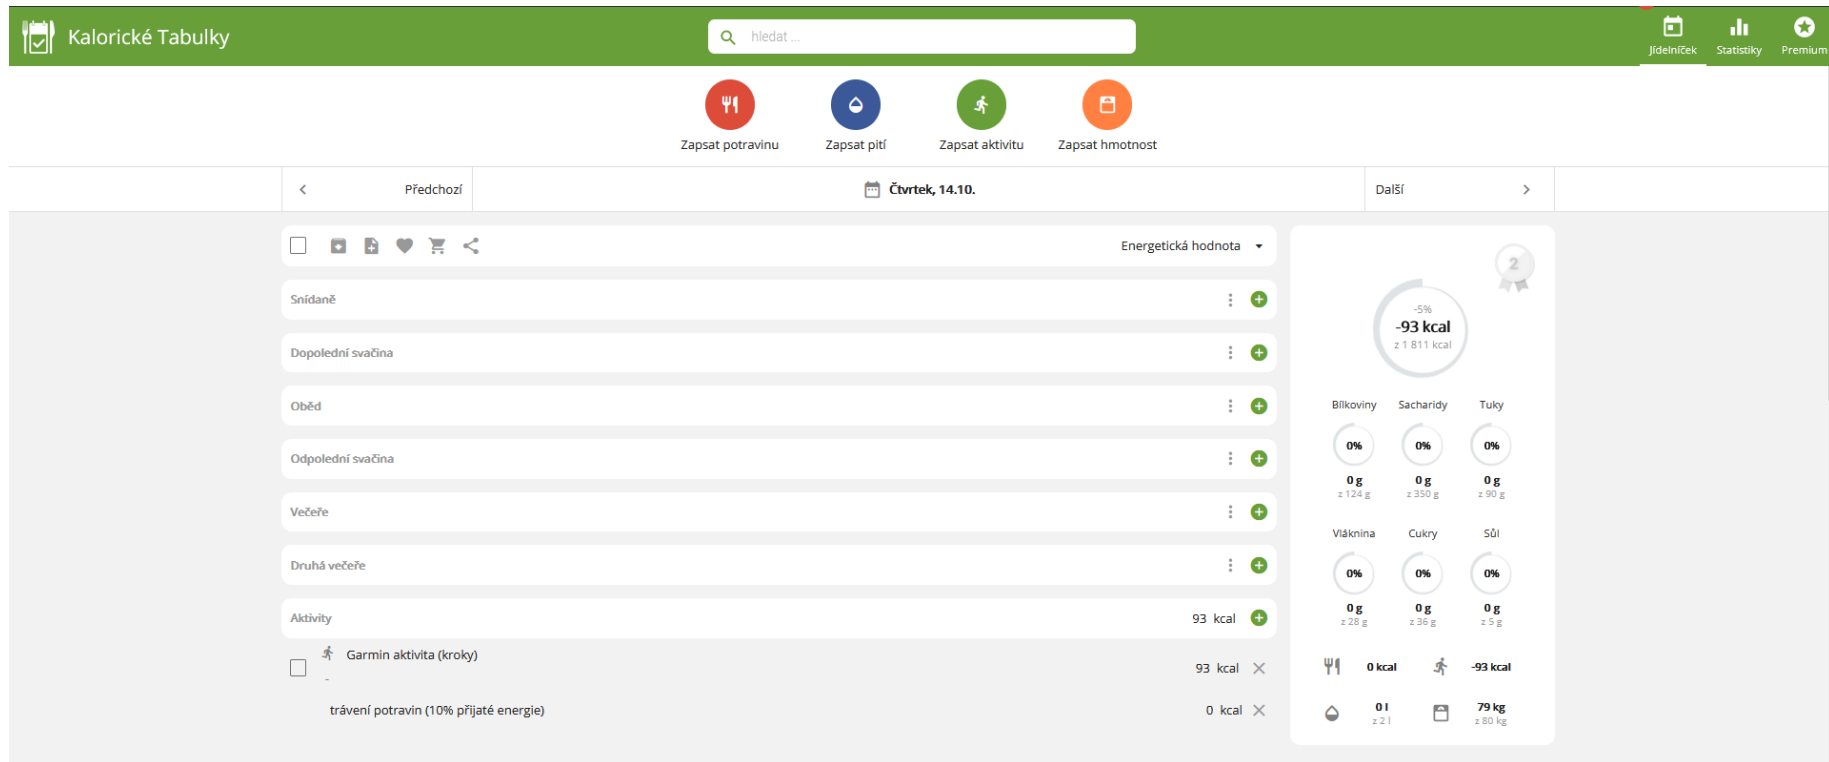 Kalorické Tabulky
hledat ...
Jídelníček
Statistiky
Premium
Zapsat potravinu
Zapsat pití
Zapsat aktivitu
Zapsat hmotnost
Předchozí
Čtvrtek, 14.10.
Další
Energetická hodnota
Snídaně
Dopolední svačina
Oběd
Odpolední svačina
Večeře
Druhá večeře
Aktivity 93 kcal
Garmin aktivita (kroky)
-
93 kcal
trávení potravin (10% přijaté energie) 0 kcal
2
-5%
-93 kcal
z 1 811 kcal
Bílkoviny Sacharidy Tuky
0% 0% 0%
0 g 0 g 0 g
z 124 g z 350 g z 90 g
Vláknina Cukry Sůl
0% 0% 0%
0 g 0 g 0 g
z 28 g z 36 g z 5 g
0 kcal -93 kcal
0 l 79 kg
z 2 l z 80 kg